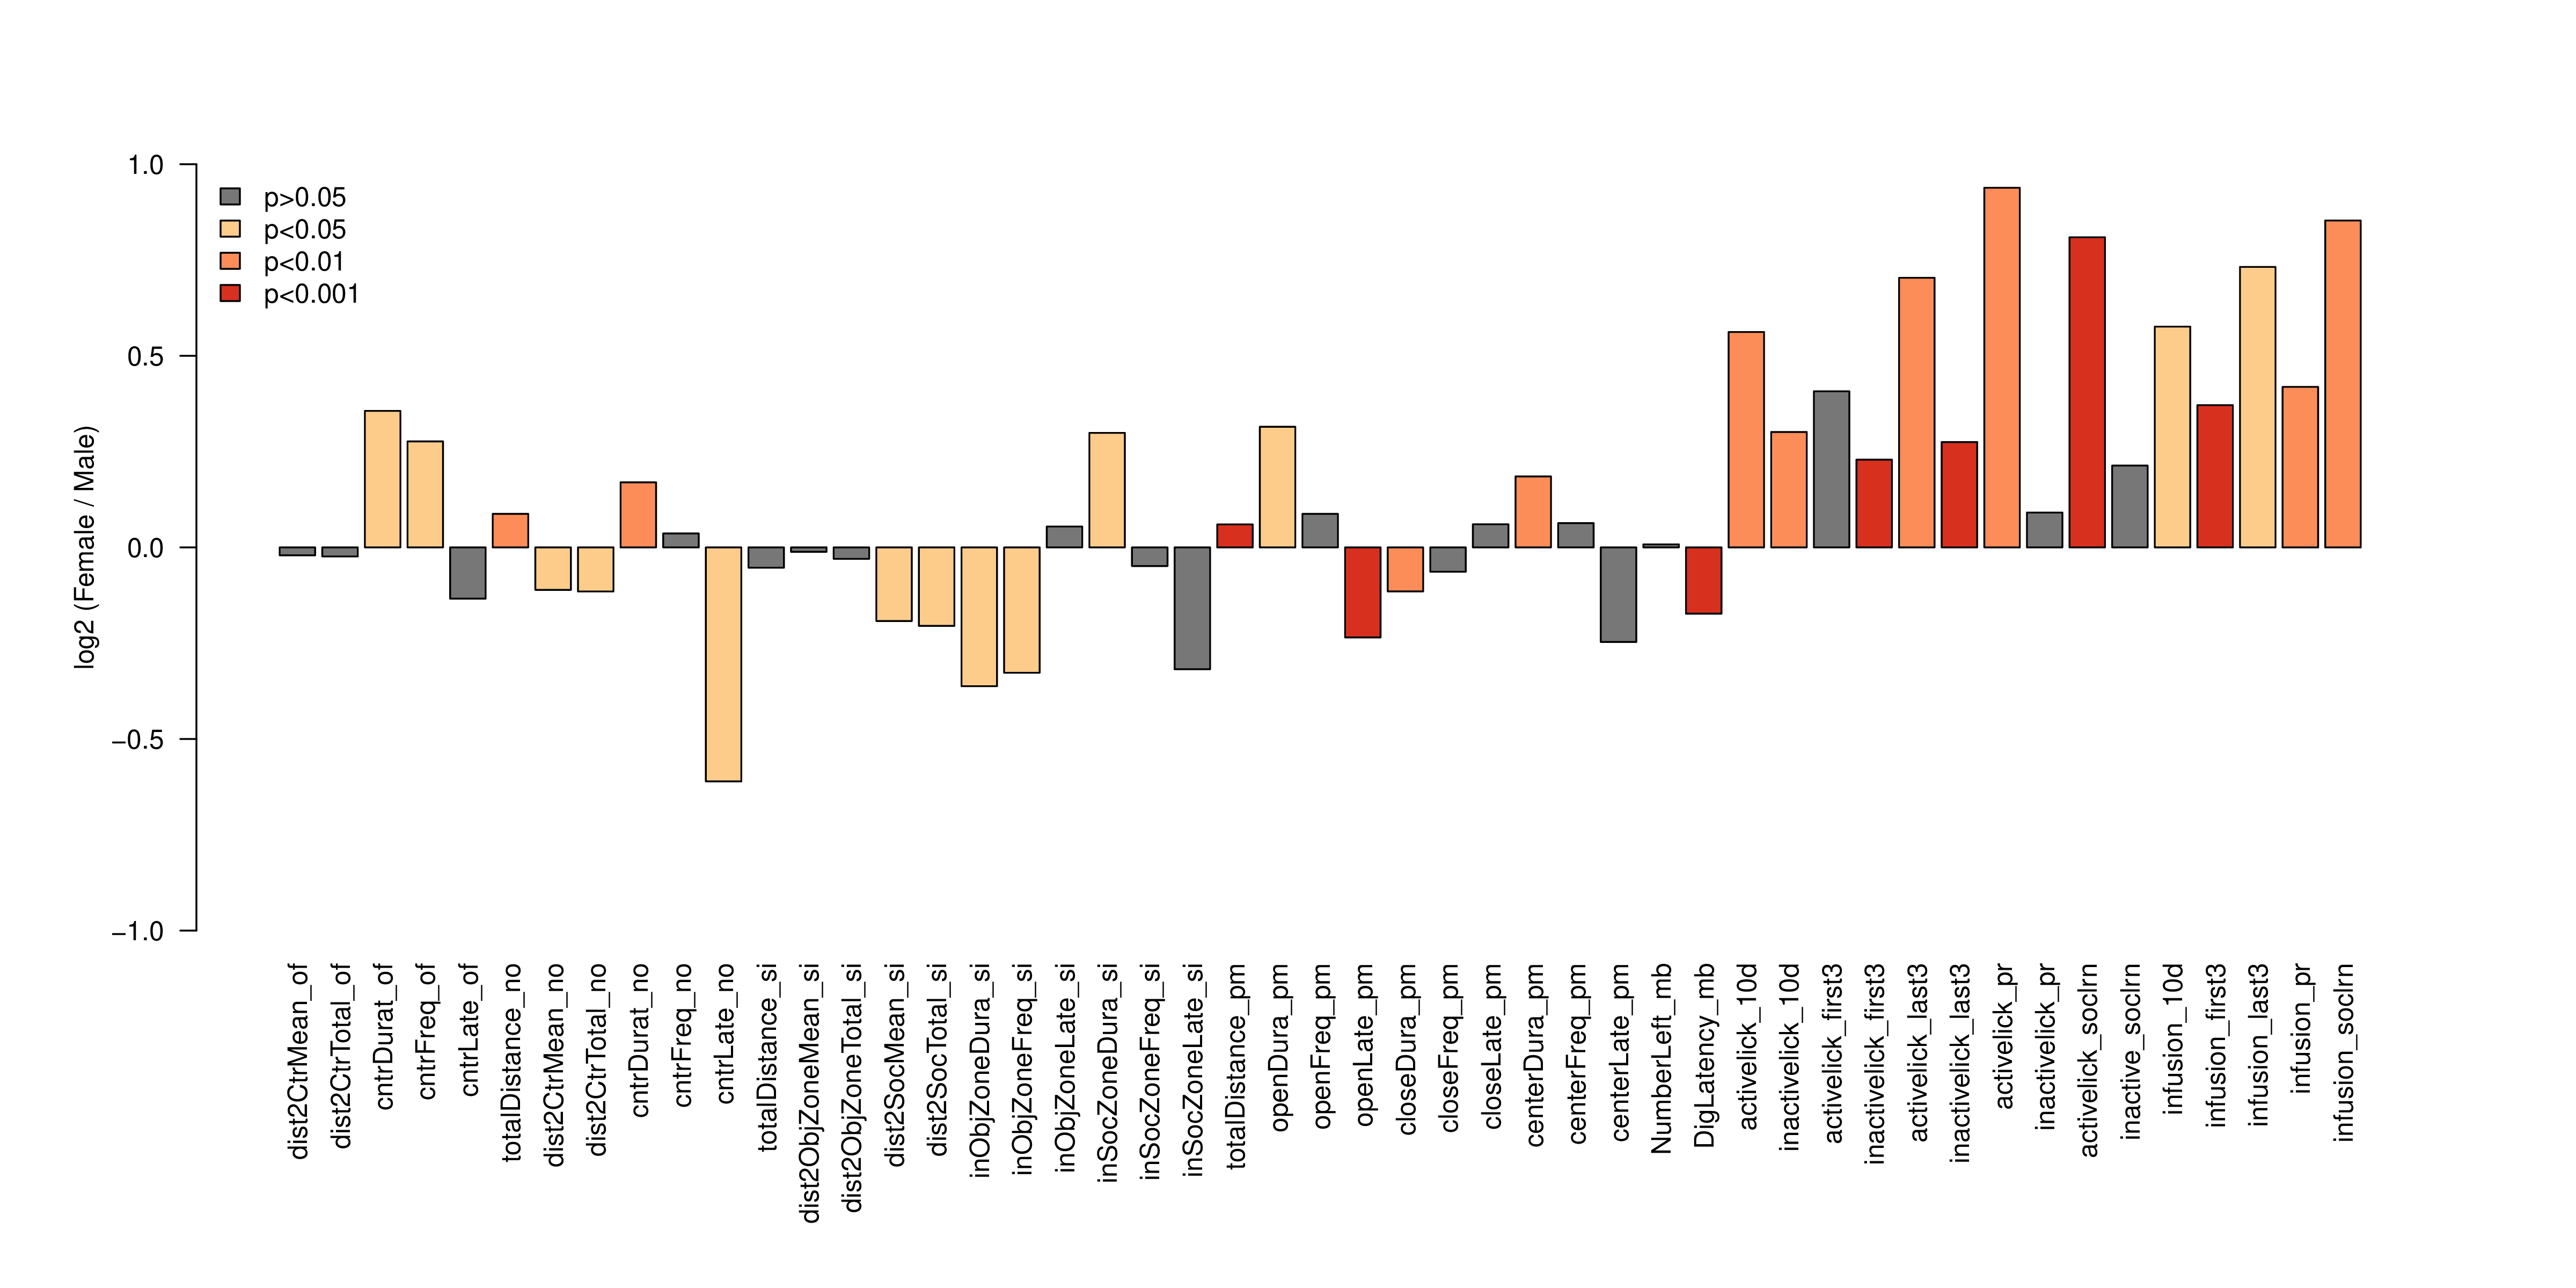 1.0
0.5
0.0
−0.5
−1.0
log2 (Female / Male)
p>0.05
p<0.05
p<0.01
p<0.001
dist2CtrMean_of
dist2CtrTotal_of
cntrDurat_of
cntrFreq_of
cntrLate_of
totalDistance_no
dist2CtrMean_no
dist2CtrTotal_no
cntrDurat_no
cntrFreq_no
cntrLate_no
totalDistance_si
dist2ObjZoneMean_si
dist2ObjZoneTotal_si
dist2SocMean_si
dist2SocTotal_si
inObjZoneDura_si
inObjZoneFreq_si
inObjZoneLate_si
inSocZoneDura_si
inSocZoneFreq_si
inSocZoneLate_si
totalDistance_pm
openDura_pm
openFreq_pm
openLate_pm
closeDura_pm
closeFreq_pm
closeLate_pm
centerDura_pm
centerFreq_pm
centerLate_pm
NumberLeft_mb
DigLatency_mb
activelick_10d
inactivelick_10d
activelick_first3
inactivelick_first3
activelick_last3
inactivelick_last3
activelick_pr
inactivelick_pr
activelick_soclrn
inactive_soclrn
infusion_10d
infusion_first3
infusion_last3
infusion_pr
infusion_soclrn